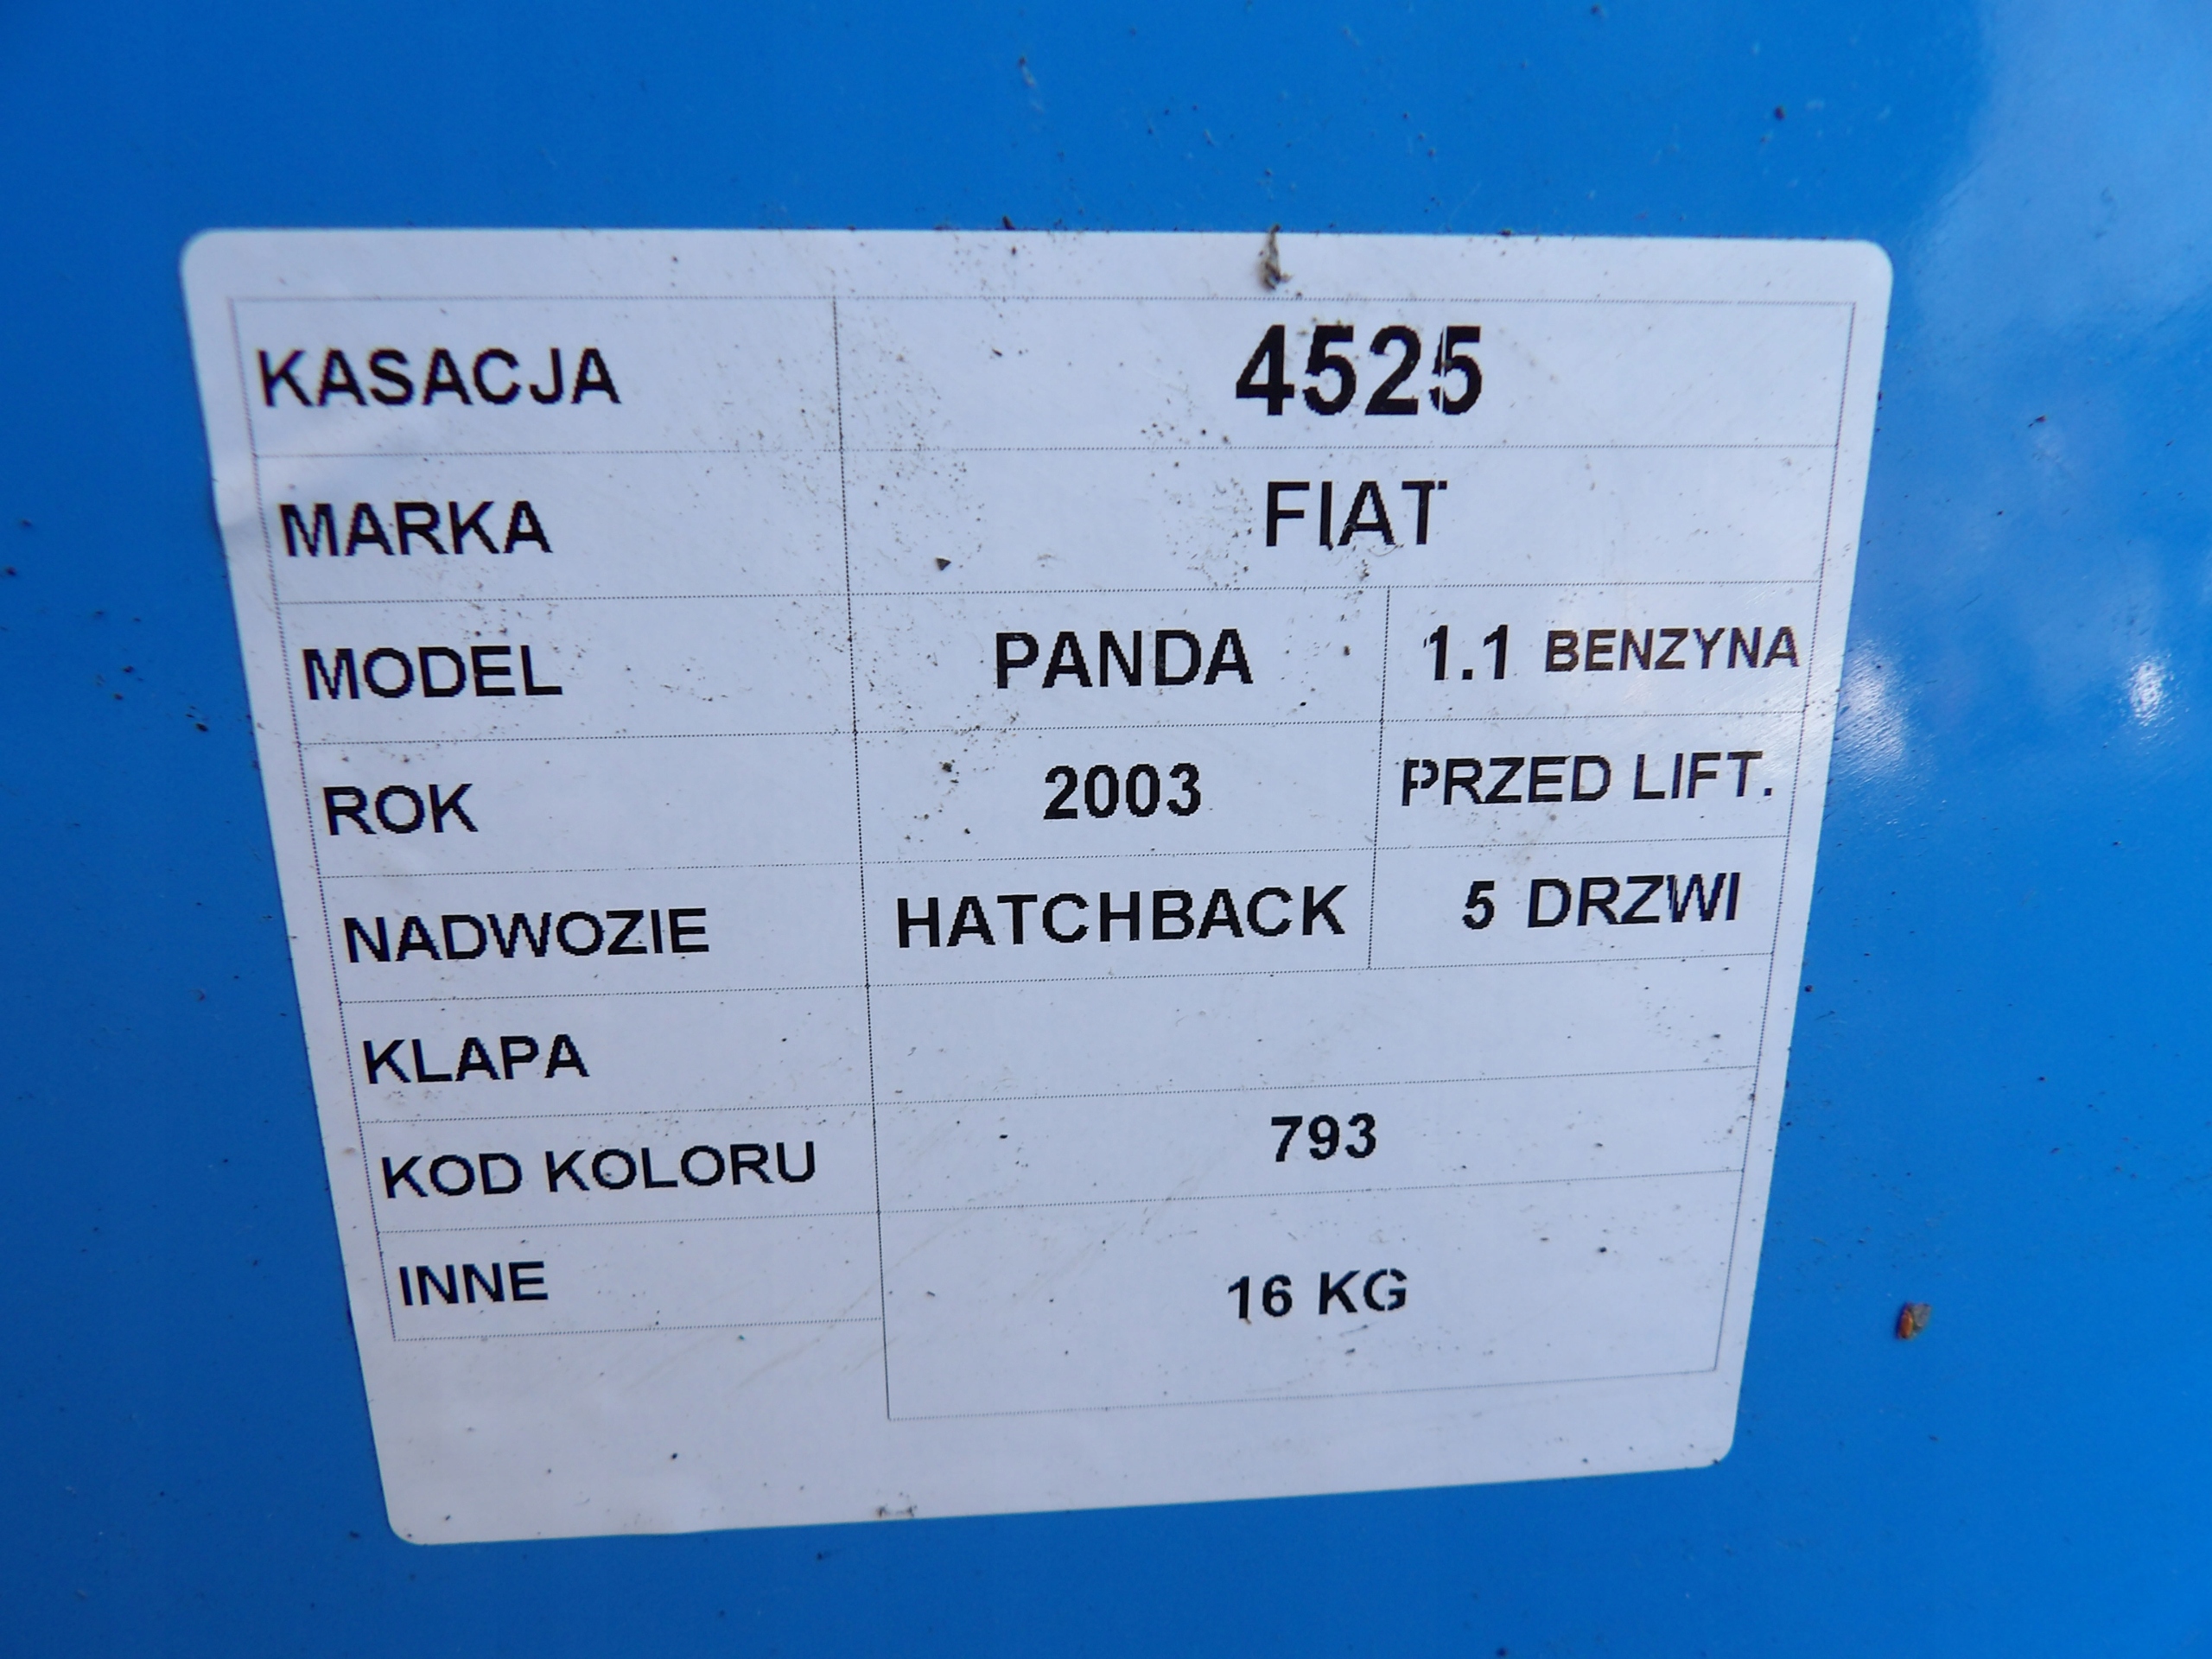 KASACJA 4525
MARKA FIAT
MODEL PANDA 1.1 BENZYNA
ROK 2003 PRZED LIFT.
NADWOZIE HATCHBACK 5 DRZWI
KLAPA
KOD KOLORU 793
INNE 16 KG